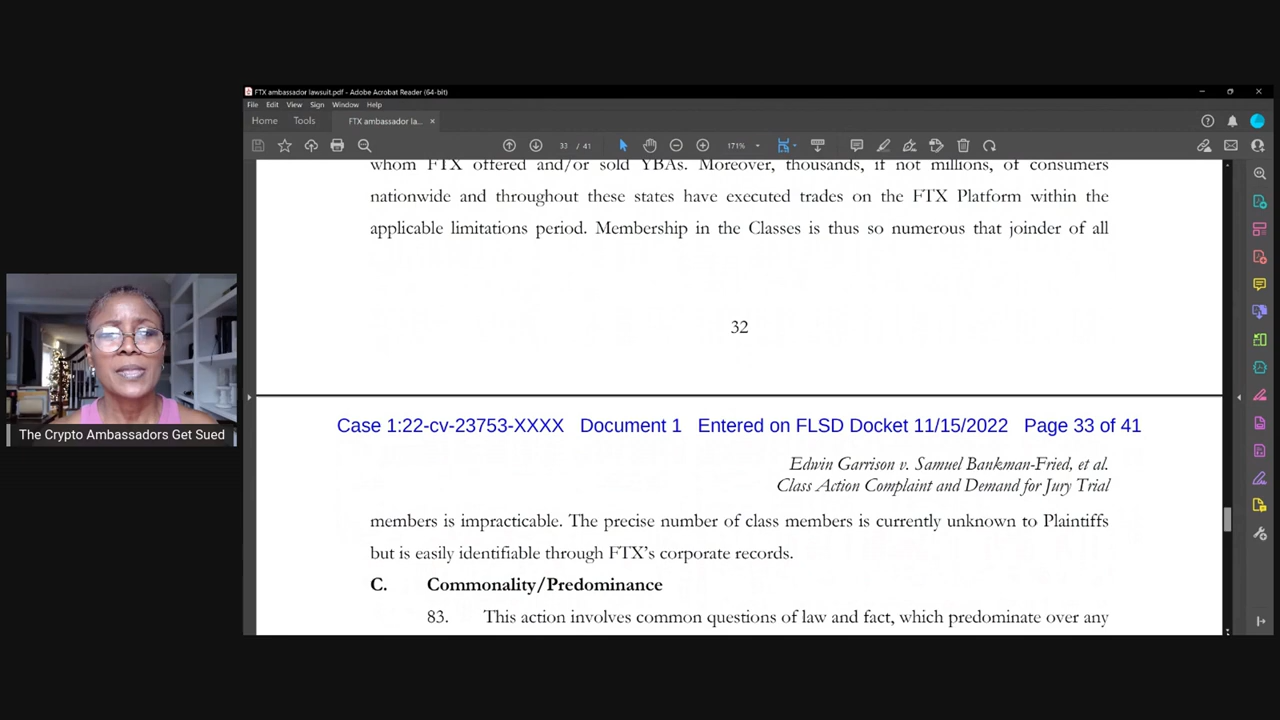 FTX ambassador lawsuit.pdf - Adobe Acrobat Reader (64-bit)
File Edit View Sign Window Help
Home Tools FTX ambassador la... ×
33 / 41 171%
whom FTX offered and/or sold YBAs. Moreover, thousands, if not millions, of consumers
nationwide and throughout these states have executed trades on the FTX Platform within the
applicable limitations period. Membership in the Classes is thus so numerous that joinder of all
32
Case 1:22-cv-23753-XXXX Document 1 Entered on FLSD Docket 11/15/2022 Page 33 of 41
Edwin Garrison v. Samuel Bankman-Fried, et al.
Class Action Complaint and Demand for Jury Trial
members is impracticable. The precise number of class members is currently unknown to Plaintiffs
but is easily identifiable through FTX's corporate records.
C. Commonality/Predominance
83. This action involves common questions of law and fact, which predominate over any
The Crypto Ambassadors Get Sued